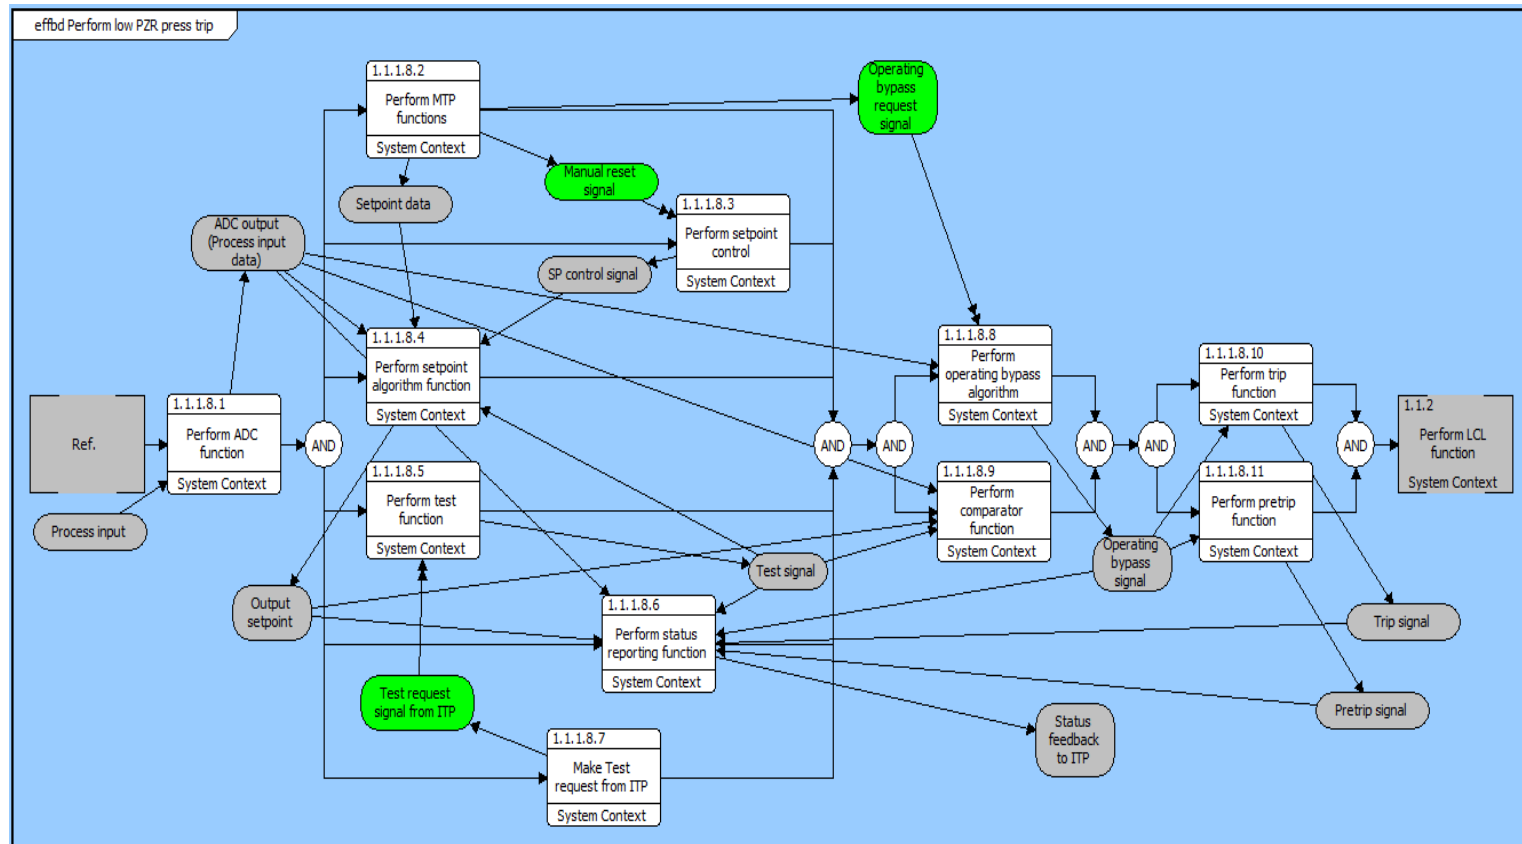 effbd Perform low PZR press trip
1.1.1.8.2
Perform MTP
functions
System Context
Operating
bypass
request
signal
Manual reset
signal
Setpoint data
1.1.1.8.3
Perform setpoint
control
System Context
ADC output
(Process input
data)
SP control signal
1.1.1.8.4
Perform setpoint
algorithm function
System Context
1.1.1.8.8
Perform
operating bypass
algorithm
System Context
1.1.1.8.10
Perform trip
function
System Context
Ref.
1.1.1.8.1
Perform ADC
function
System Context
AND
AND
AND
AND
AND
AND
1.1.2
Perform LCL
function
System Context
Process input
1.1.1.8.5
Perform test
function
System Context
1.1.1.8.9
Perform
comparator
function
System Context
1.1.1.8.11
Perform pretrip
function
System Context
Test signal
Operating
bypass
signal
Output
setpoint
1.1.1.8.6
Perform status
reporting function
System Context
Trip signal
Test request
signal from ITP
Pretrip signal
Status
feedback
to ITP
1.1.1.8.7
Make Test
request from ITP
System Context